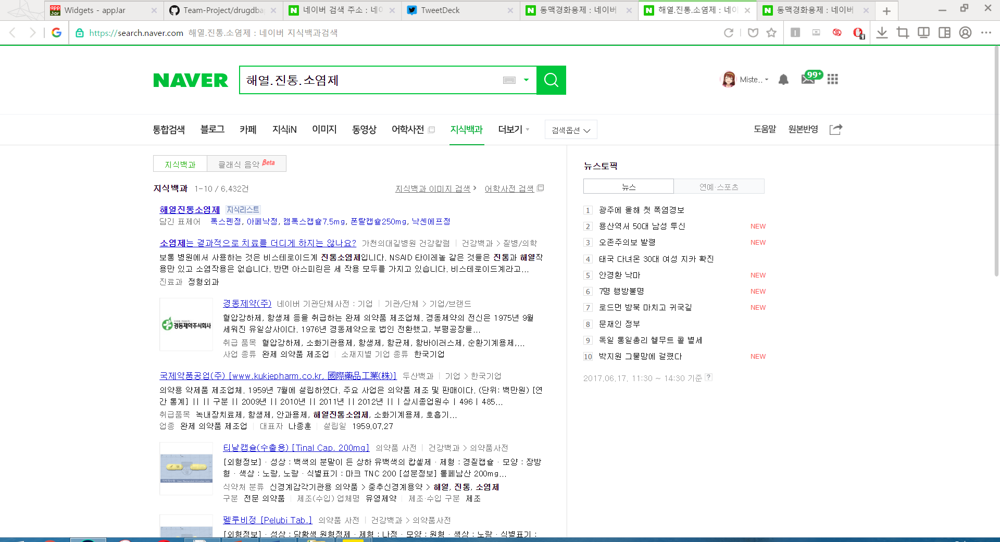 Widgets - appJar
Team-Project/drugdba
네이버 검색 주소 : 네이
TweetDeck
동맥경화용제 : 네이버
해열.진통.소염제 : 네이
동맥경화용제 : 네이버
https://search.naver.com 해열.진통.소염제 : 네이버 지식백과검색
NAVER
해열.진통.소염제
Miste..
99+
통합검색 블로그 카페 지식iN 이미지 동영상 어학사전 지식백과 더보기 검색옵션
도움말 원본반영
지식백과 클래식 음악 Beta
지식백과 1-10 / 6,432건
지식백과 이미지 검색 어학사전 검색
해열진통소염제 지식리스트
담긴 표제어 록스펜정, 아페낙정, 캠록스캡슐7.5mg, 폰탈캡슐250mg, 낙센에프정
소염제는 결과적으로 치료를 더디게 하지는 않나요? 가천의대길병원 건강칼럼 | 건강백과 > 질병/의학
보통 병원에서 사용하는 것은 비스테로이드계 진통소염제입니다. NSAID 타이레놀 같은 것들은 진통과 해열작
용만 있고 소염작용은 없습니다. 반면 아스피린은 세 작용 모두를 가지고 있습니다. 비스테로이드계라고...
진료과 정형외과
경동제약주식회사
경동제약(주) 네이버 기관단체사전 : 기업 | 기관/단체 > 기업/브랜드
혈압강하제, 항생제 등을 취급하는 완제 의약품 제조업체. 경동제약의 전신은 1975년 9월
세워진 유일상사이다. 1976년 경동제약으로 법인 전환했고, 부평공장을...
취급 품목 혈압강하제, 소화기관용제, 항생제, 항균제, 항바이러스제, 순환기계용제,...
사업 종류 완제 의약품 제조업 | 소재지별 기업 종류 한국기업
국제약품공업(주) [www.kukjepharm.co.kr, 國際藥品工業(株)] 두산백과 | 기업 > 한국기업
의약용 약제품 제조업체. 1959년 7월에 설립하였다. 주요 사업은 의약품 제조 및 판매이다. (단위: 백만원) [연
간 통계] || || 구분 || 2009년 || 2010년 || 2011년 || 2012년 || | 상시종업원수 | 496 | 485...
취급품목 녹내장치료제, 항생제, 안과용제, 해열진통소염제, 소화기계용제, 호흡기...
업종 완제 의약품 제조업 | 대표자 나종훈 | 설립일 1959.07.27
티날캡슐(수출용) [Tinal Cap. 200mg] 의약품 사전 | 건강백과 > 의약품사전
[외형정보] · 성상 : 백색의 분말이 든 상하 유백색의 캅셀제 · 제형 : 경질캡슐 · 모양 : 장방
형 · 색상 : 노랑, 노랑 · 식별표기 : 마크 TNC 200 [성분정보] 톨페남산 200mg...
식약처 분류 신경계감각기관용 의약품 > 중추신경계용약 > 해열, 진통, 소염제
구분 전문 의약품 | 제조(수입) 업체명 유영제약 | 제조·수입 구분 제조
펠루비정 [Pelubi Tab.] 의약품 사전 | 건강백과 > 의약품사전
[외형정보] · 성상 : 담황색 원형정제 · 제형 : 나정 · 모양 : 원형 · 색상 : 노랑 · 식별표기 :
뉴스토픽
뉴스 연예·스포츠
1 광주에 올해 첫 폭염경보
2 용산역서 50대 남성 투신 NEW
3 오존주의보 발령 NEW
4 태국 다녀온 30대 여성 지카 확진
5 안경환 낙마 NEW
6 7명 행방불명 NEW
7 로드먼 방북 마치고 귀국길 NEW
8 문재인 정부
9 독일 통일총리 헬무트 콜 별세
10 박지원 그물망에 걸렸다 NEW
2017.06.17. 11:30 ~ 14:30 기준 ?